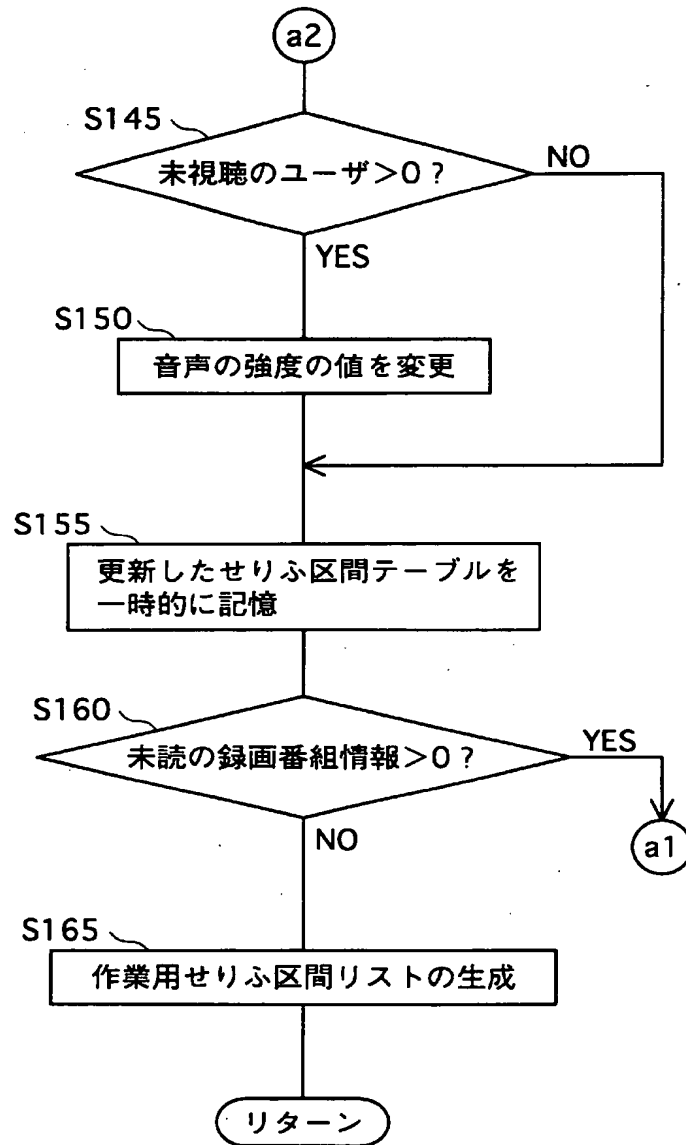 a2
S145
未視聴のユーザ>0?
NO
YES
S150
音声の強度の値を変更
S155
更新したせりふ区間テーブルを
一時的に記憶
S160
未読の録画番組情報>0?
YES
a1
NO
S165
作業用せりふ区間リストの生成
リターン